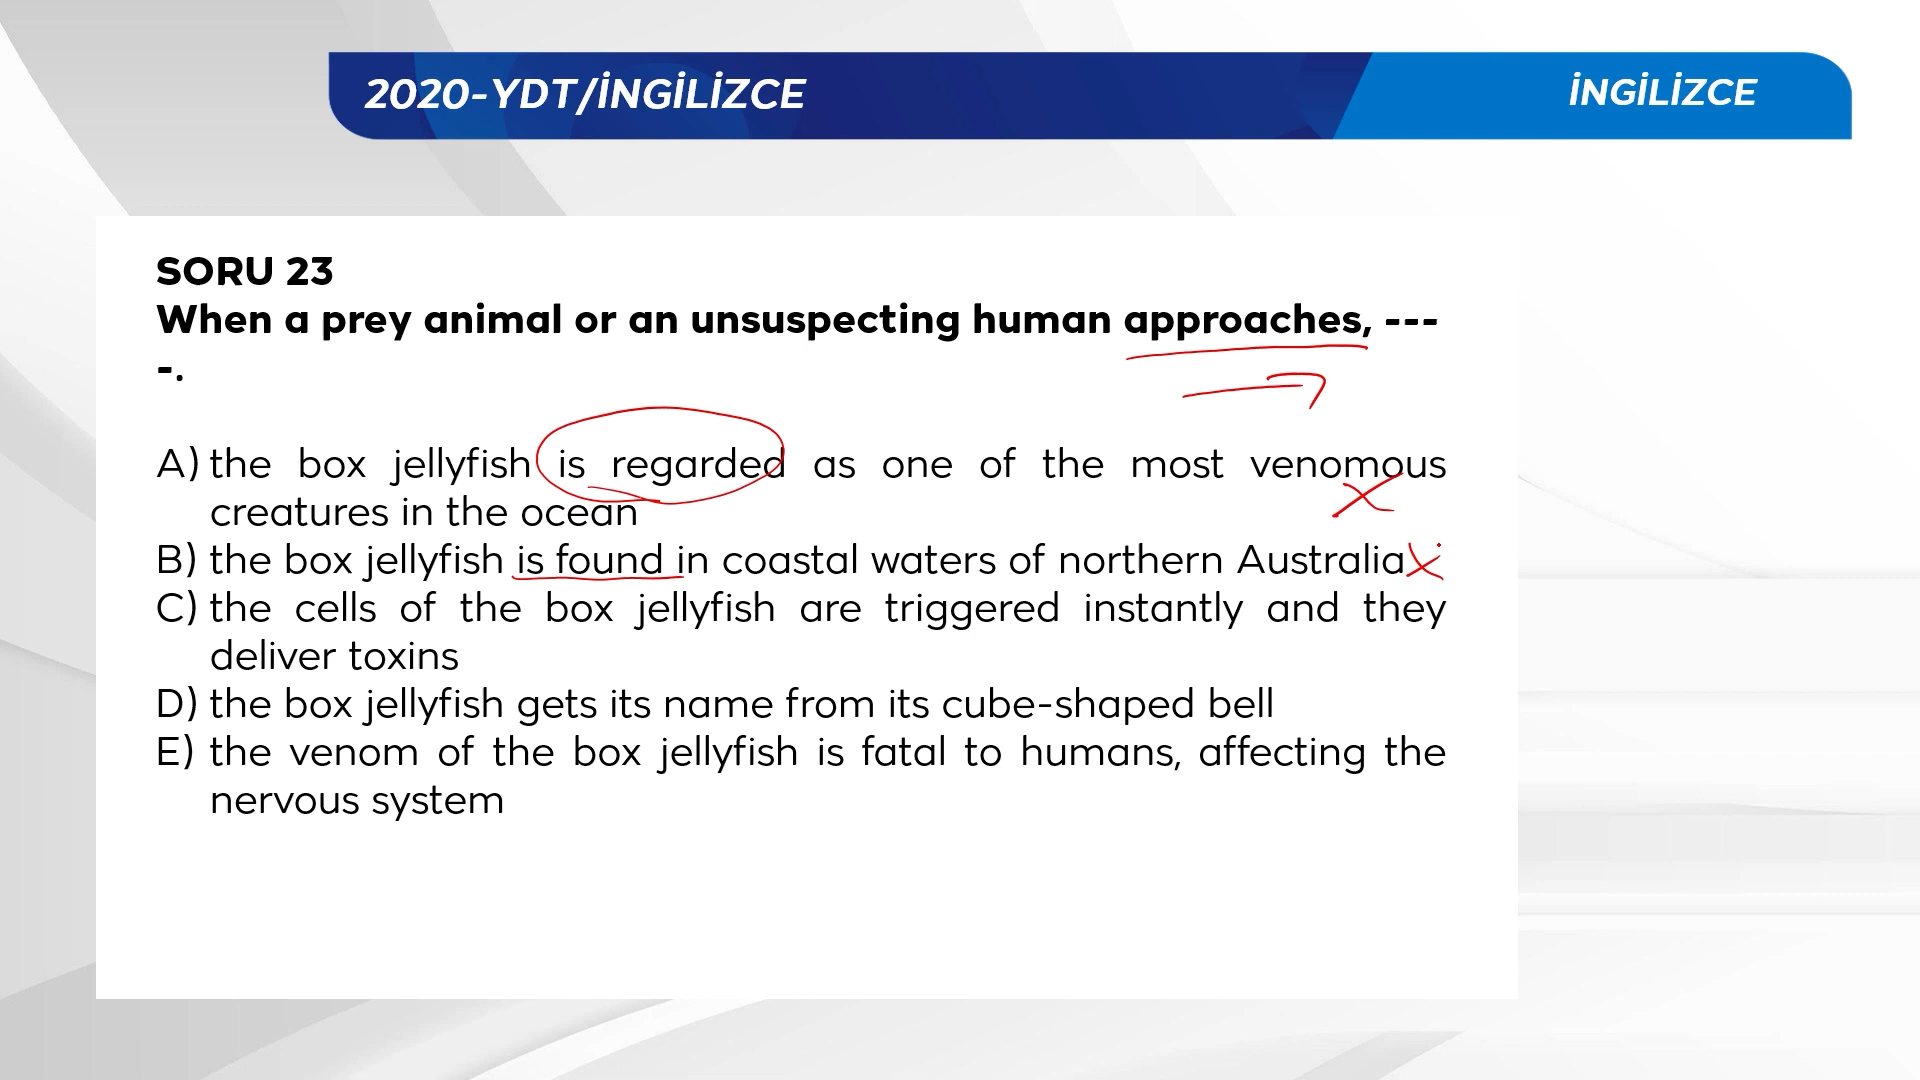 2020-YDT/İNGİLİZCE
İNGİLİZCE
SORU 23
When a prey animal or an unsuspecting human approaches, ---
-.
A) the box jellyfish is regarded as one of the most venomous
creatures in the ocean
B) the box jellyfish is found in coastal waters of northern Australia
C) the cells of the box jellyfish are triggered instantly and they
deliver toxins
D) the box jellyfish gets its name from its cube-shaped bell
E) the venom of the box jellyfish is fatal to humans, affecting the
nervous system